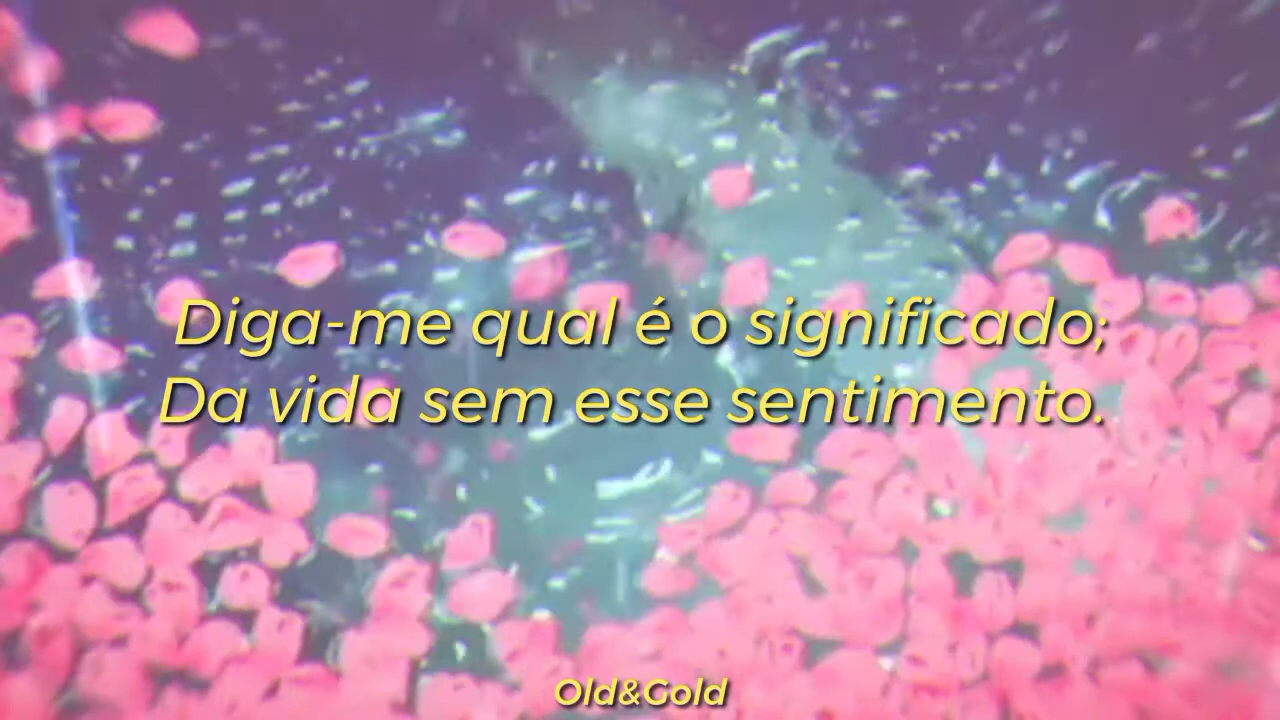 Diga-me qual é o significado;
Da vida sem esse sentimento.
Old&Gold